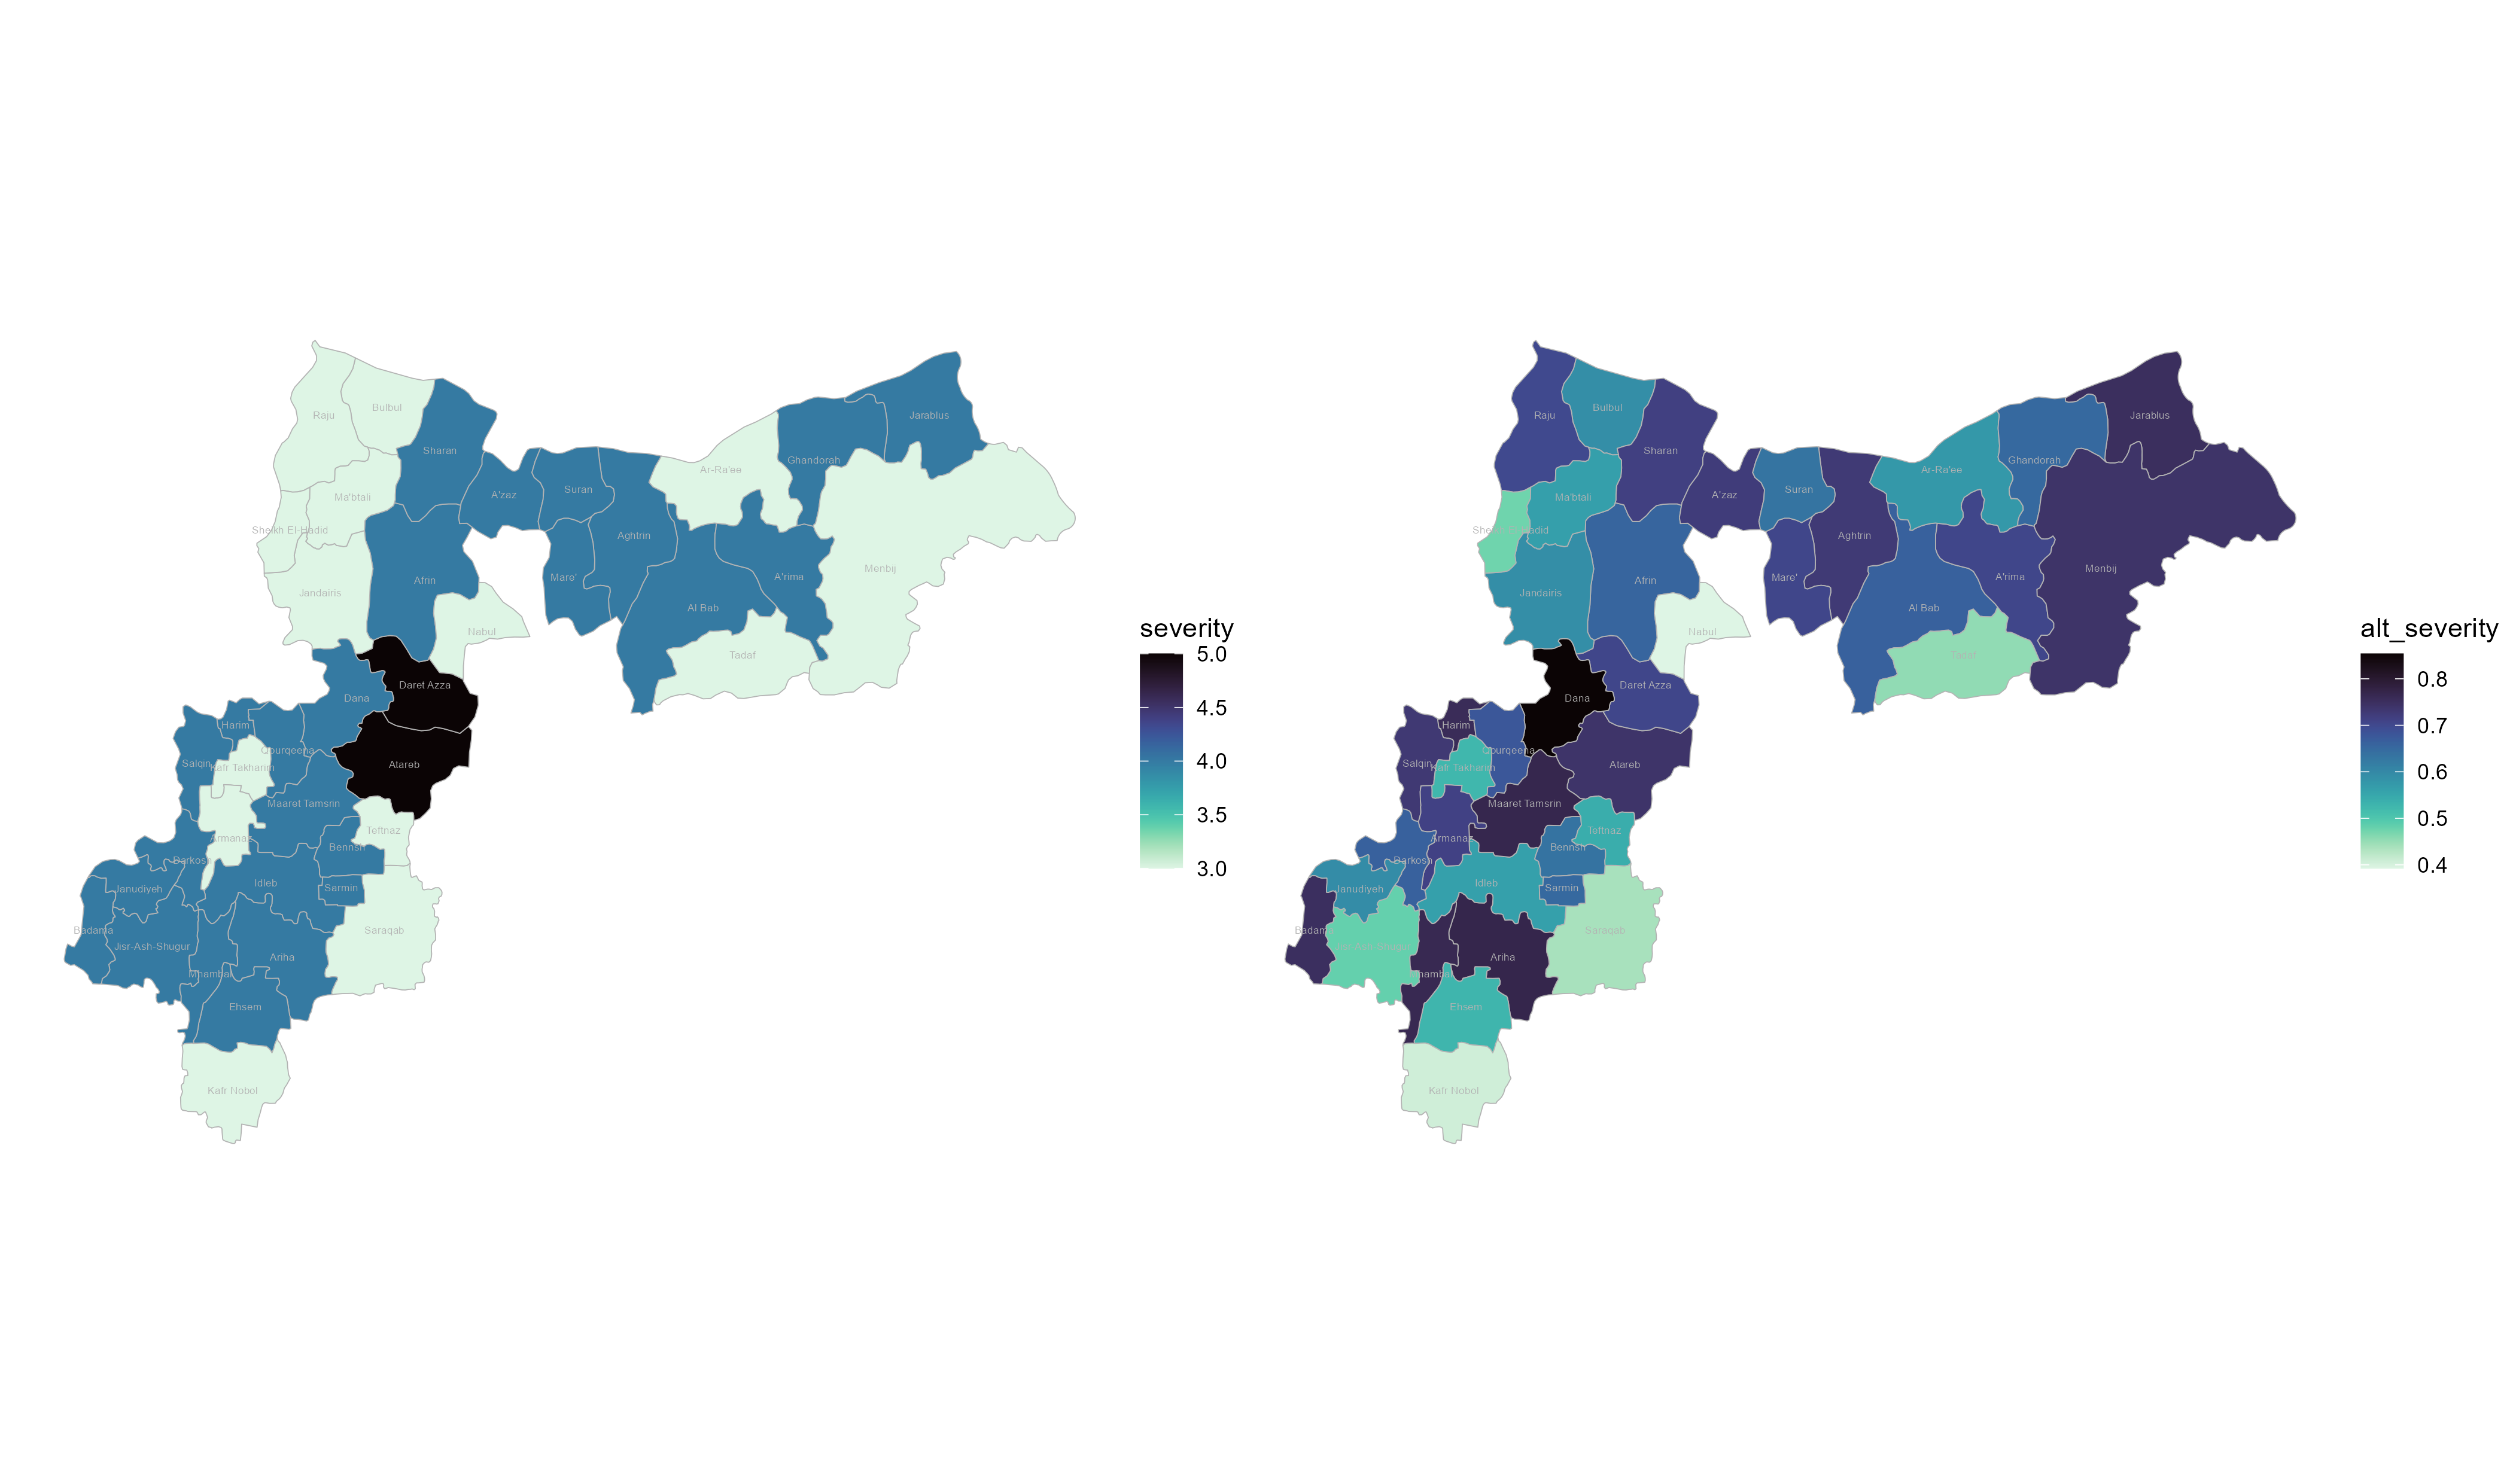 Raju
Bulbul
Sharan
Jarablus
Ghandorah
Ar-Ra'ee
Ma'btali
A'zaz
Suran
Sheikh El-Hadid
Aghtrin
Menbij
Mare'
A'rima
Afrin
Jandairis
Al Bab
Nabul
Tadaf
Daret Azza
Dana
Harim
Qourqeena
Salqin
Kafr Takharim
Atareb
Maaret Tamsrin
Teftnaz
Armanaz
Bennsh
Darkosh
Idleb
Janudiyeh
Sarmin
Badama
Saraqab
Jisr-Ash-Shugur
Ariha
Mhambal
Ehsem
Kafr Nobol
severity
5.0
4.5
4.0
3.5
3.0
Raju
Bulbul
Sharan
Jarablus
Ghandorah
Ar-Ra'ee
Ma'btali
A'zaz
Suran
Sheikh El-Hadid
Aghtrin
Menbij
Mare'
A'rima
Afrin
Jandairis
Al Bab
Nabul
Tadaf
Daret Azza
Dana
Harim
Qourqeena
Salqin
Kafr Takharim
Atareb
Maaret Tamsrin
Teftnaz
Armanaz
Bennsh
Darkosh
Idleb
Janudiyeh
Sarmin
Badama
Saraqab
Jisr-Ash-Shugur
Ariha
Mhambal
Ehsem
Kafr Nobol
alt_severity
0.8
0.7
0.6
0.5
0.4